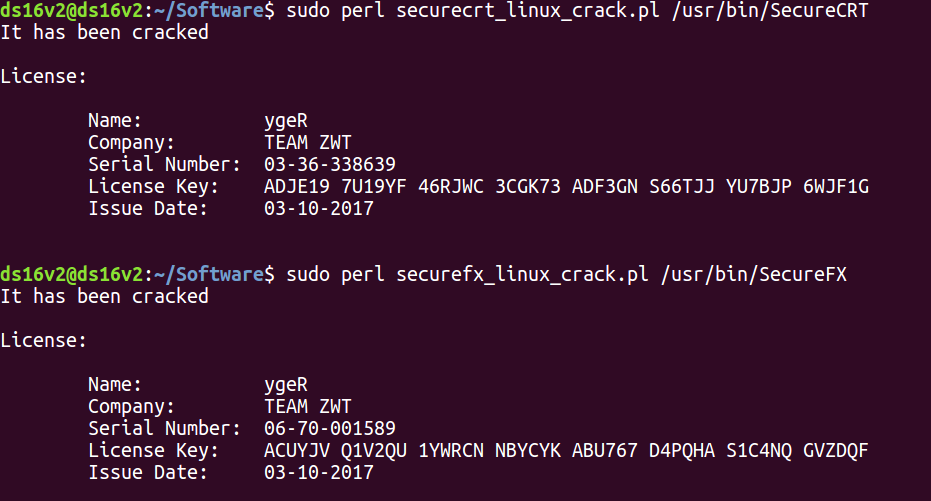 ds16v2@ds16v2:~/Software$ sudo perl securecrt_linux_crack.pl /usr/bin/SecureCRT
It has been cracked
License:
Name: ygeR
Company: TEAM ZWT
Serial Number: 03-36-338639
License Key: ADJE19 7U19YF 46RJWC 3CGK73 ADF3GN S66TJJ YU7BJP 6WJF1G
Issue Date: 03-10-2017
ds16v2@ds16v2:~/Software$ sudo perl securefx_linux_crack.pl /usr/bin/SecureFX
It has been cracked
License:
Name: ygeR
Company: TEAM ZWT
Serial Number: 06-70-001589
License Key: ACUYJV Q1V2QU 1YWRCN NBYCYK ABU767 D4PQHA S1C4NQ GVZDQF
Issue Date: 03-10-2017